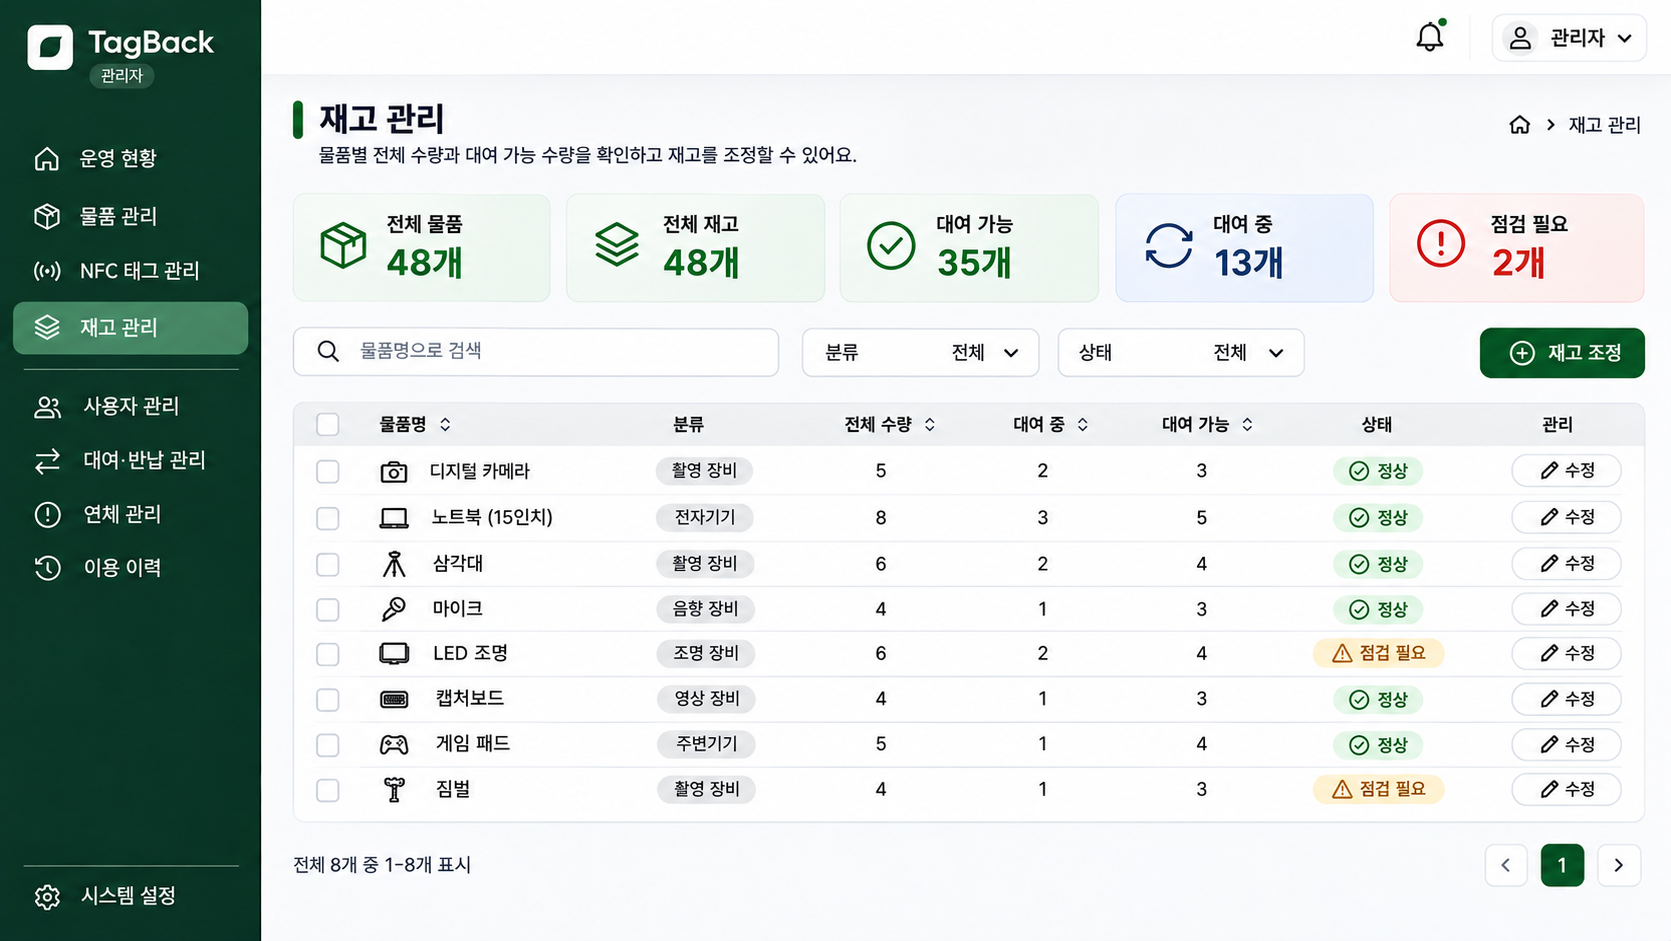 TagBack
관리자
운영 현황
물품 관리
NFC 태그 관리
재고 관리
사용자 관리
대여·반납 관리
연체 관리
이용 이력
시스템 설정
관리자
재고 관리
물품별 전체 수량과 대여 가능 수량을 확인하고 재고를 조정할 수 있어요.
> 재고 관리
전체 물품
48개
전체 재고
48개
대여 가능
35개
대여 중
13개
점검 필요
2개
물품명으로 검색
분류 전체
상태 전체
재고 조정
물품명 분류 전체 수량 대여 중 대여 가능 상태 관리
디지털 카메라 촬영 장비 5 2 3 정상 수정
노트북 (15인치) 전자기기 8 3 5 정상 수정
삼각대 촬영 장비 6 2 4 정상 수정
마이크 음향 장비 4 1 3 정상 수정
LED 조명 조명 장비 6 2 4 점검 필요 수정
캡처보드 영상 장비 4 1 3 정상 수정
게임 패드 주변기기 5 1 4 정상 수정
짐벌 촬영 장비 4 1 3 점검 필요 수정
전체 8개 중 1-8개 표시
< 1 >